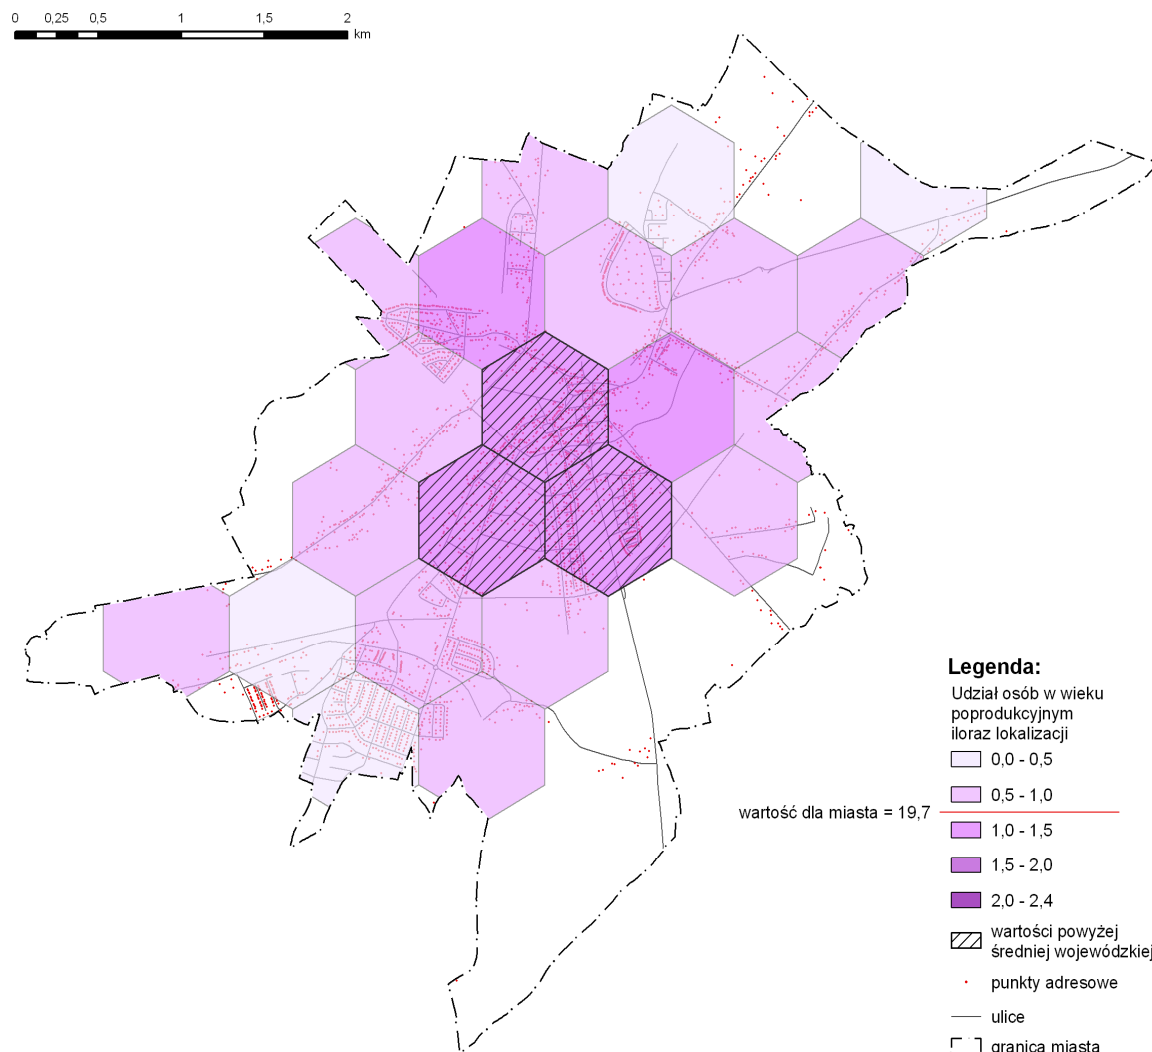 0 0,25 0,5 1 1,5 2
km
Legenda:
Udział osób w wieku
poprodukcyjnym
iloraz lokalizacji
0,0 - 0,5
0,5 - 1,0
wartość dla miasta = 19,7
1,0 - 1,5
1,5 - 2,0
2,0 - 2,4
wartości powyżej
średniej wojewódzkiej
punkty adresowe
ulice
granica miasta